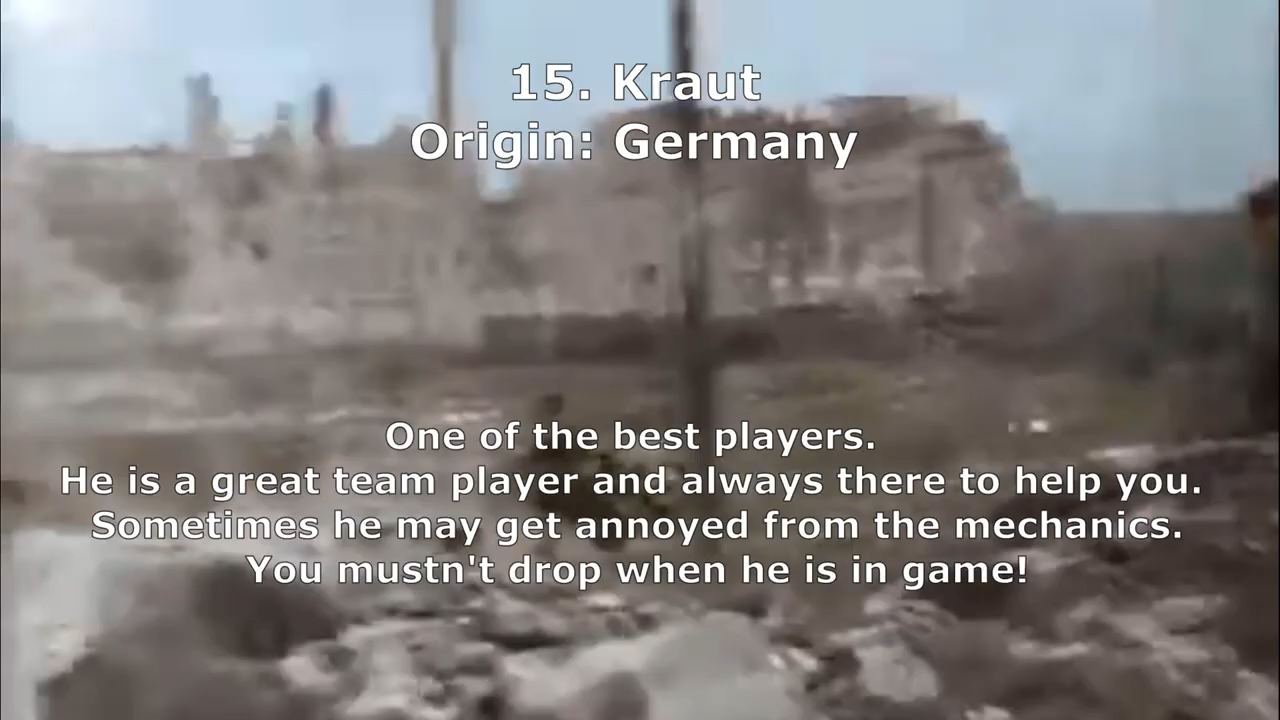 15. Kraut
Origin: Germany
One of the best players.
He is a great team player and always there to help you.
Sometimes he may get annoyed from the mechanics.
You mustn't drop when he is in game!